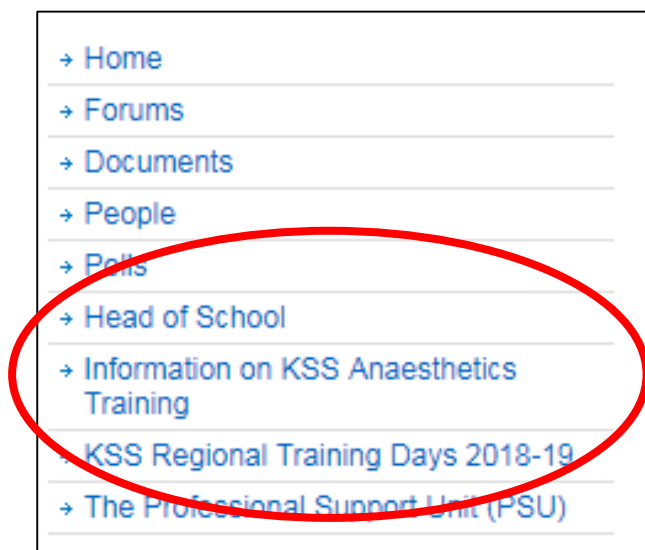 Home
Forums
Documents
People
Polls
Head of School
Information on KSS Anaesthetics
Training
KSS Regional Training Days 2018-19
The Professional Support Unit (PSU)